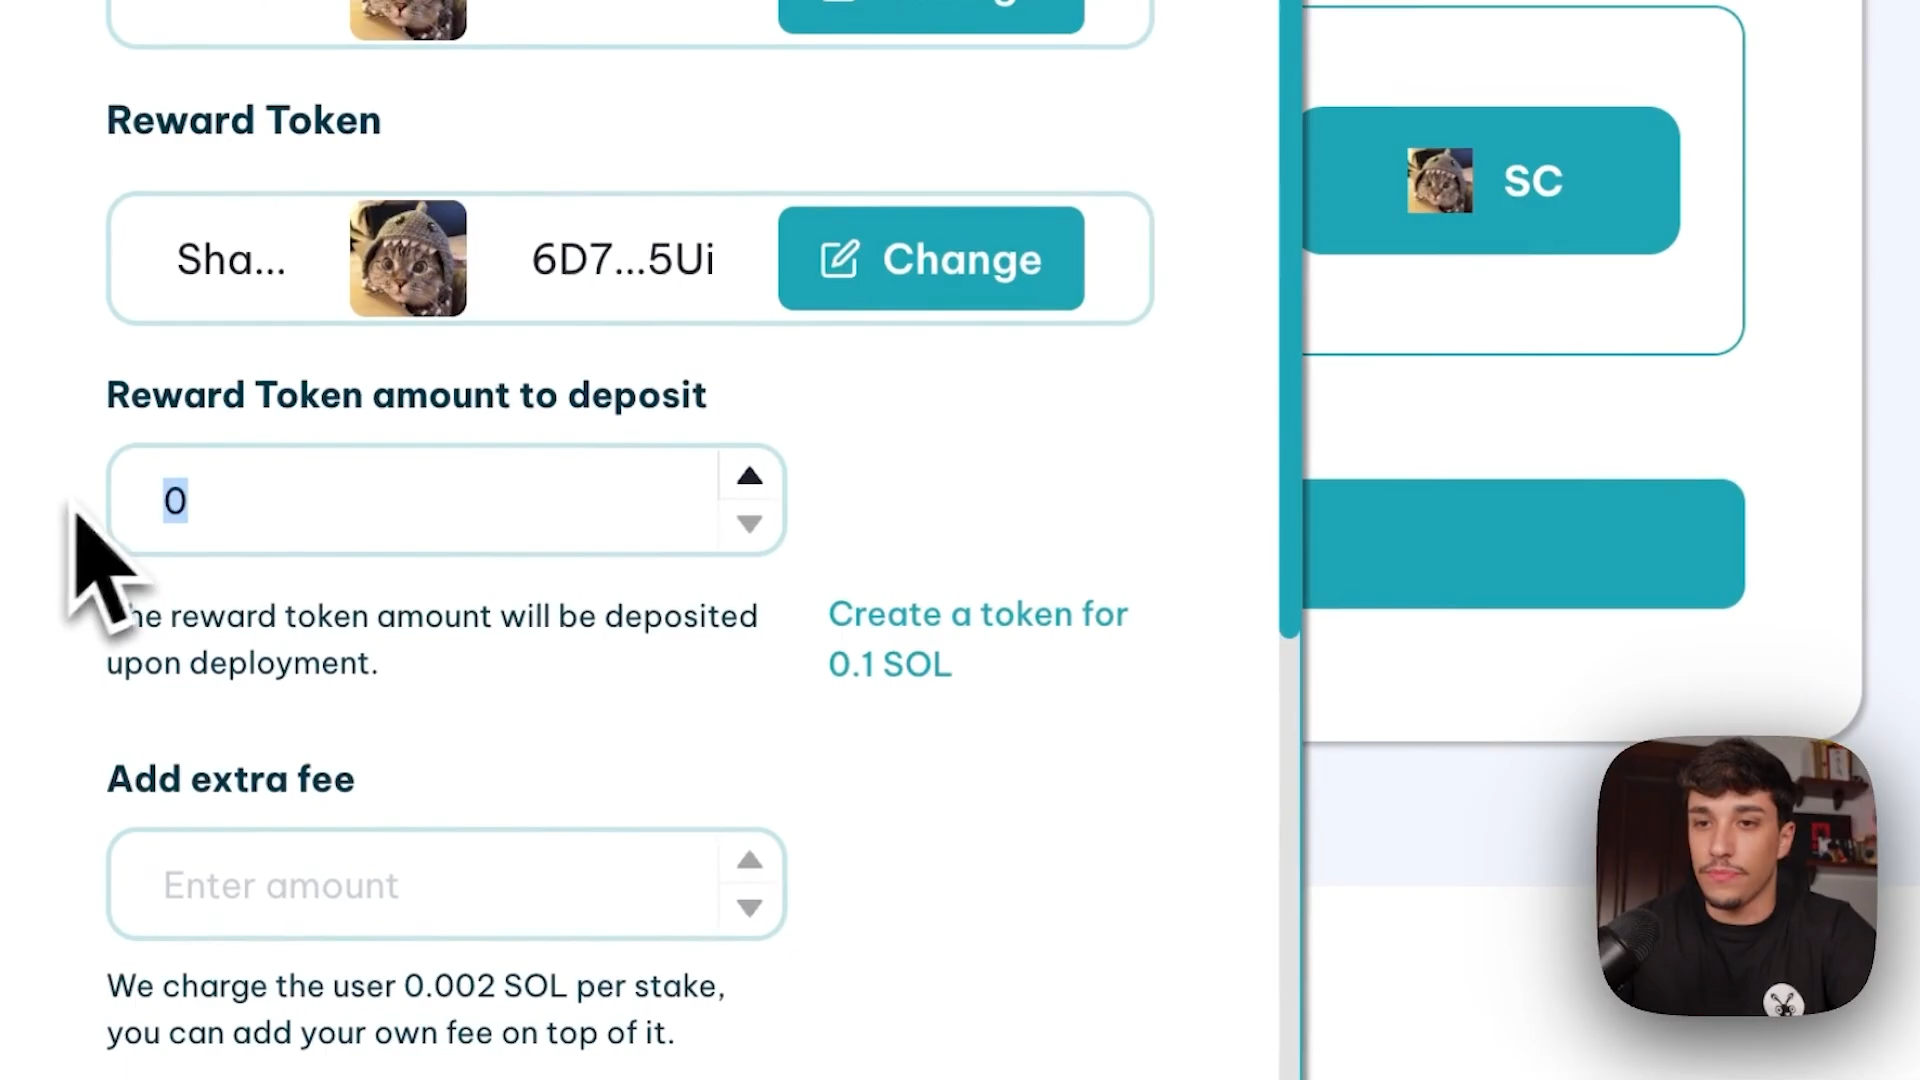 Reward Token
Sha...
6D7...5Ui
Change
SC
Reward Token amount to deposit
0
he reward token amount will be deposited
upon deployment.
Create a token for
0.1 SOL
Add extra fee
Enter amount
We charge the user 0.002 SOL per stake,
you can add your own fee on top of it.